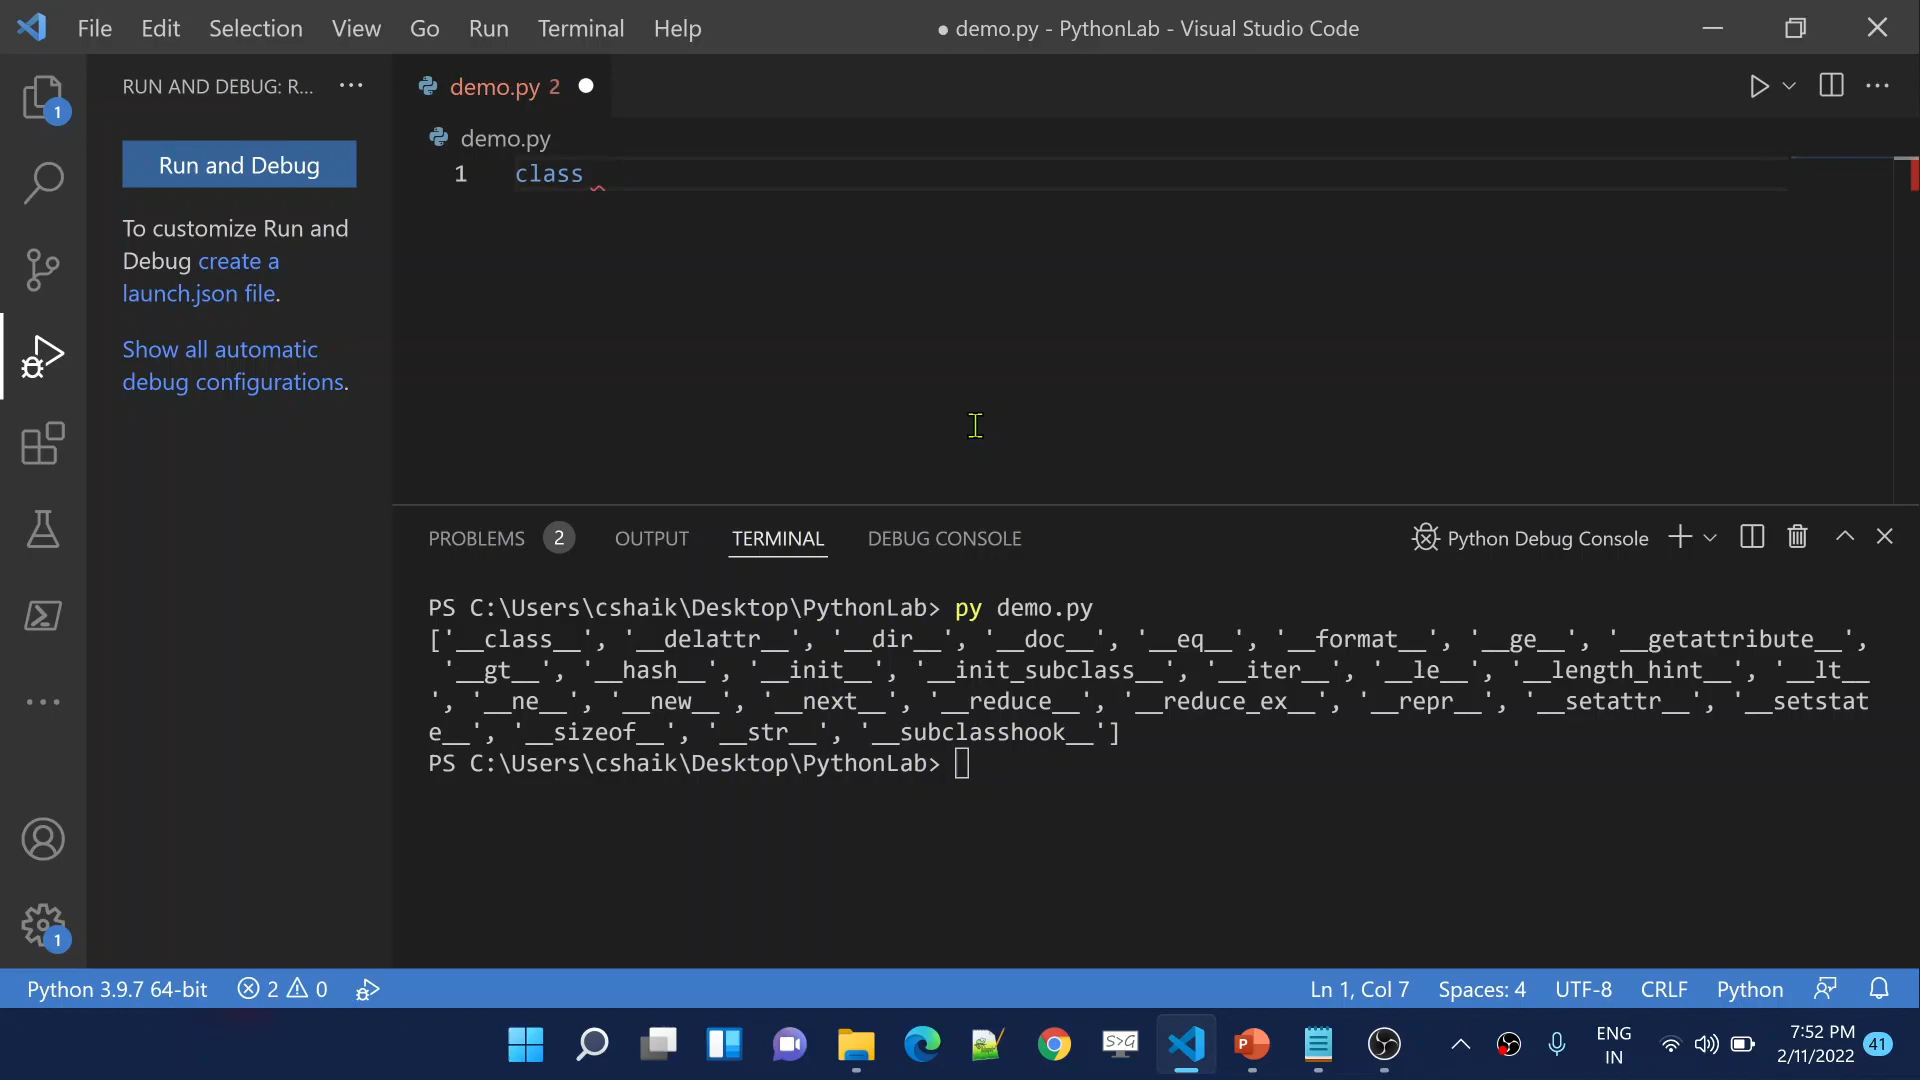 File Edit Selection View Go Run Terminal Help
● demo.py - PythonLab - Visual Studio Code
RUN AND DEBUG: R... ···
demo.py 2
1
demo.py
Run and Debug
1 class
To customize Run and
Debug create a
launch.json file.
Show all automatic
debug configurations.
PROBLEMS 2 OUTPUT TERMINAL DEBUG CONSOLE
Python Debug Console
PS C:\Users\cshaik\Desktop\PythonLab> py demo.py
['__class__', '__delattr__', '__dir__', '__doc__', '__eq__', '__format__', '__ge__', '__getattribute__',
'__gt__', '__hash__', '__init__', '__init_subclass__', '__iter__', '__le__', '__length_hint__', '__lt__
', '__ne__', '__new__', '__next__', '__reduce__', '__reduce_ex__', '__repr__', '__setattr__', '__setstat
e__', '__sizeof__', '__str__', '__subclasshook__']
PS C:\Users\cshaik\Desktop\PythonLab>
1
Python 3.9.7 64-bit 2 0
Ln 1, Col 7 Spaces: 4 UTF-8 CRLF Python
S>G
P
ENG
IN
7:52 PM
2/11/2022
41